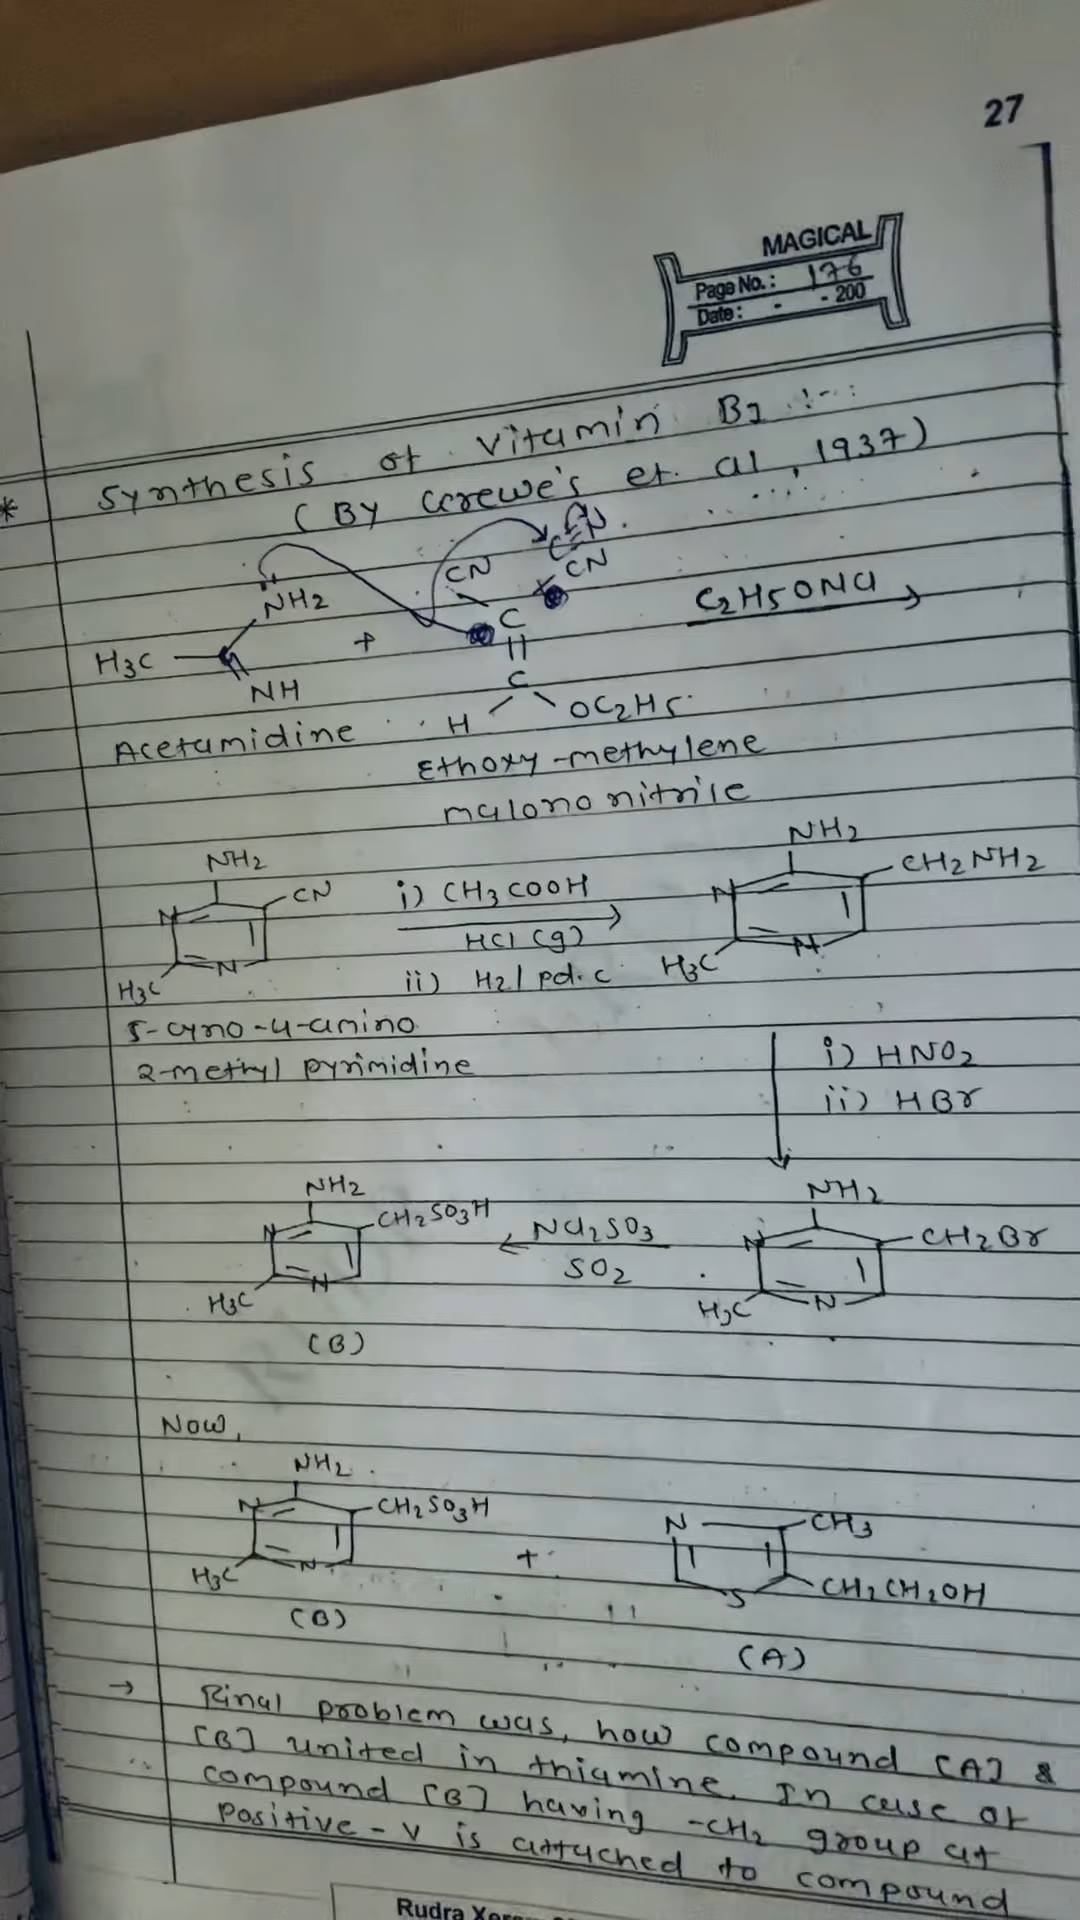 27
MAGICAL
Page No.: 176
Date: - - 200
* Synthesis of Vitamin B1 :-
(By Grewe's et. al, 1937)
C≡N
CN CN
NH2 C
H3C + C2H5ONa
NH C
Acetamidine H OC2H5
Ethoxy-methylene
malono nitrile
NH2 NH2
CN i) CH3COOH CH2NH2
N HCl (g) N
H3C N ii) H2/pd.c H3C N
5-cyno-4-amino
2-methyl pyrimidine
i) HNO2
ii) HBr
NH2 NH2
N CH2SO3H Na2SO3 N CH2Br
H3C N SO2 H3C N
(B)
Now,
NH2
N CH2SO3H N CH3
H3C N + S CH2CH2OH
(B) (A)
→ Final problem was, how compound [A] &
[B] united in thiamine. In case of
compound [B] having -CH2 group at
Positive-V is attached to compound
Rudra